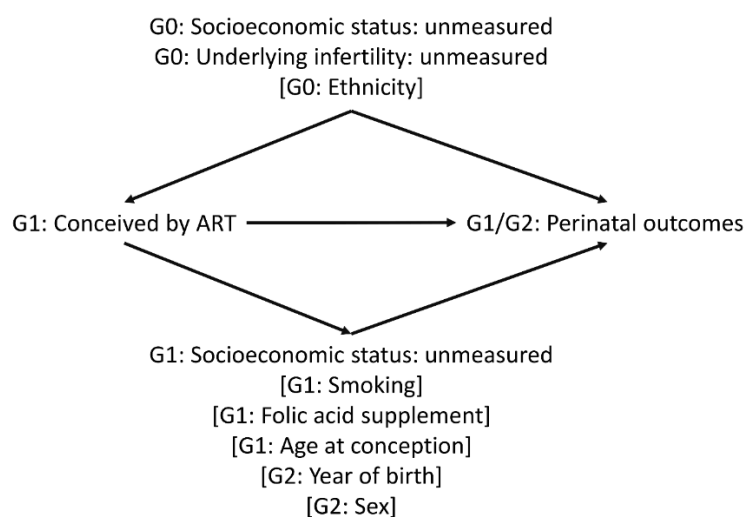 G0: Socioeconomic status: unmeasured
G0: Underlying infertility: unmeasured
[G0: Ethnicity]
G1: Conceived by ART
G1/G2: Perinatal outcomes
G1: Socioeconomic status: unmeasured
[G1: Smoking]
[G1: Folic acid supplement]
[G1: Age at conception]
[G2: Year of birth]
[G2: Sex]